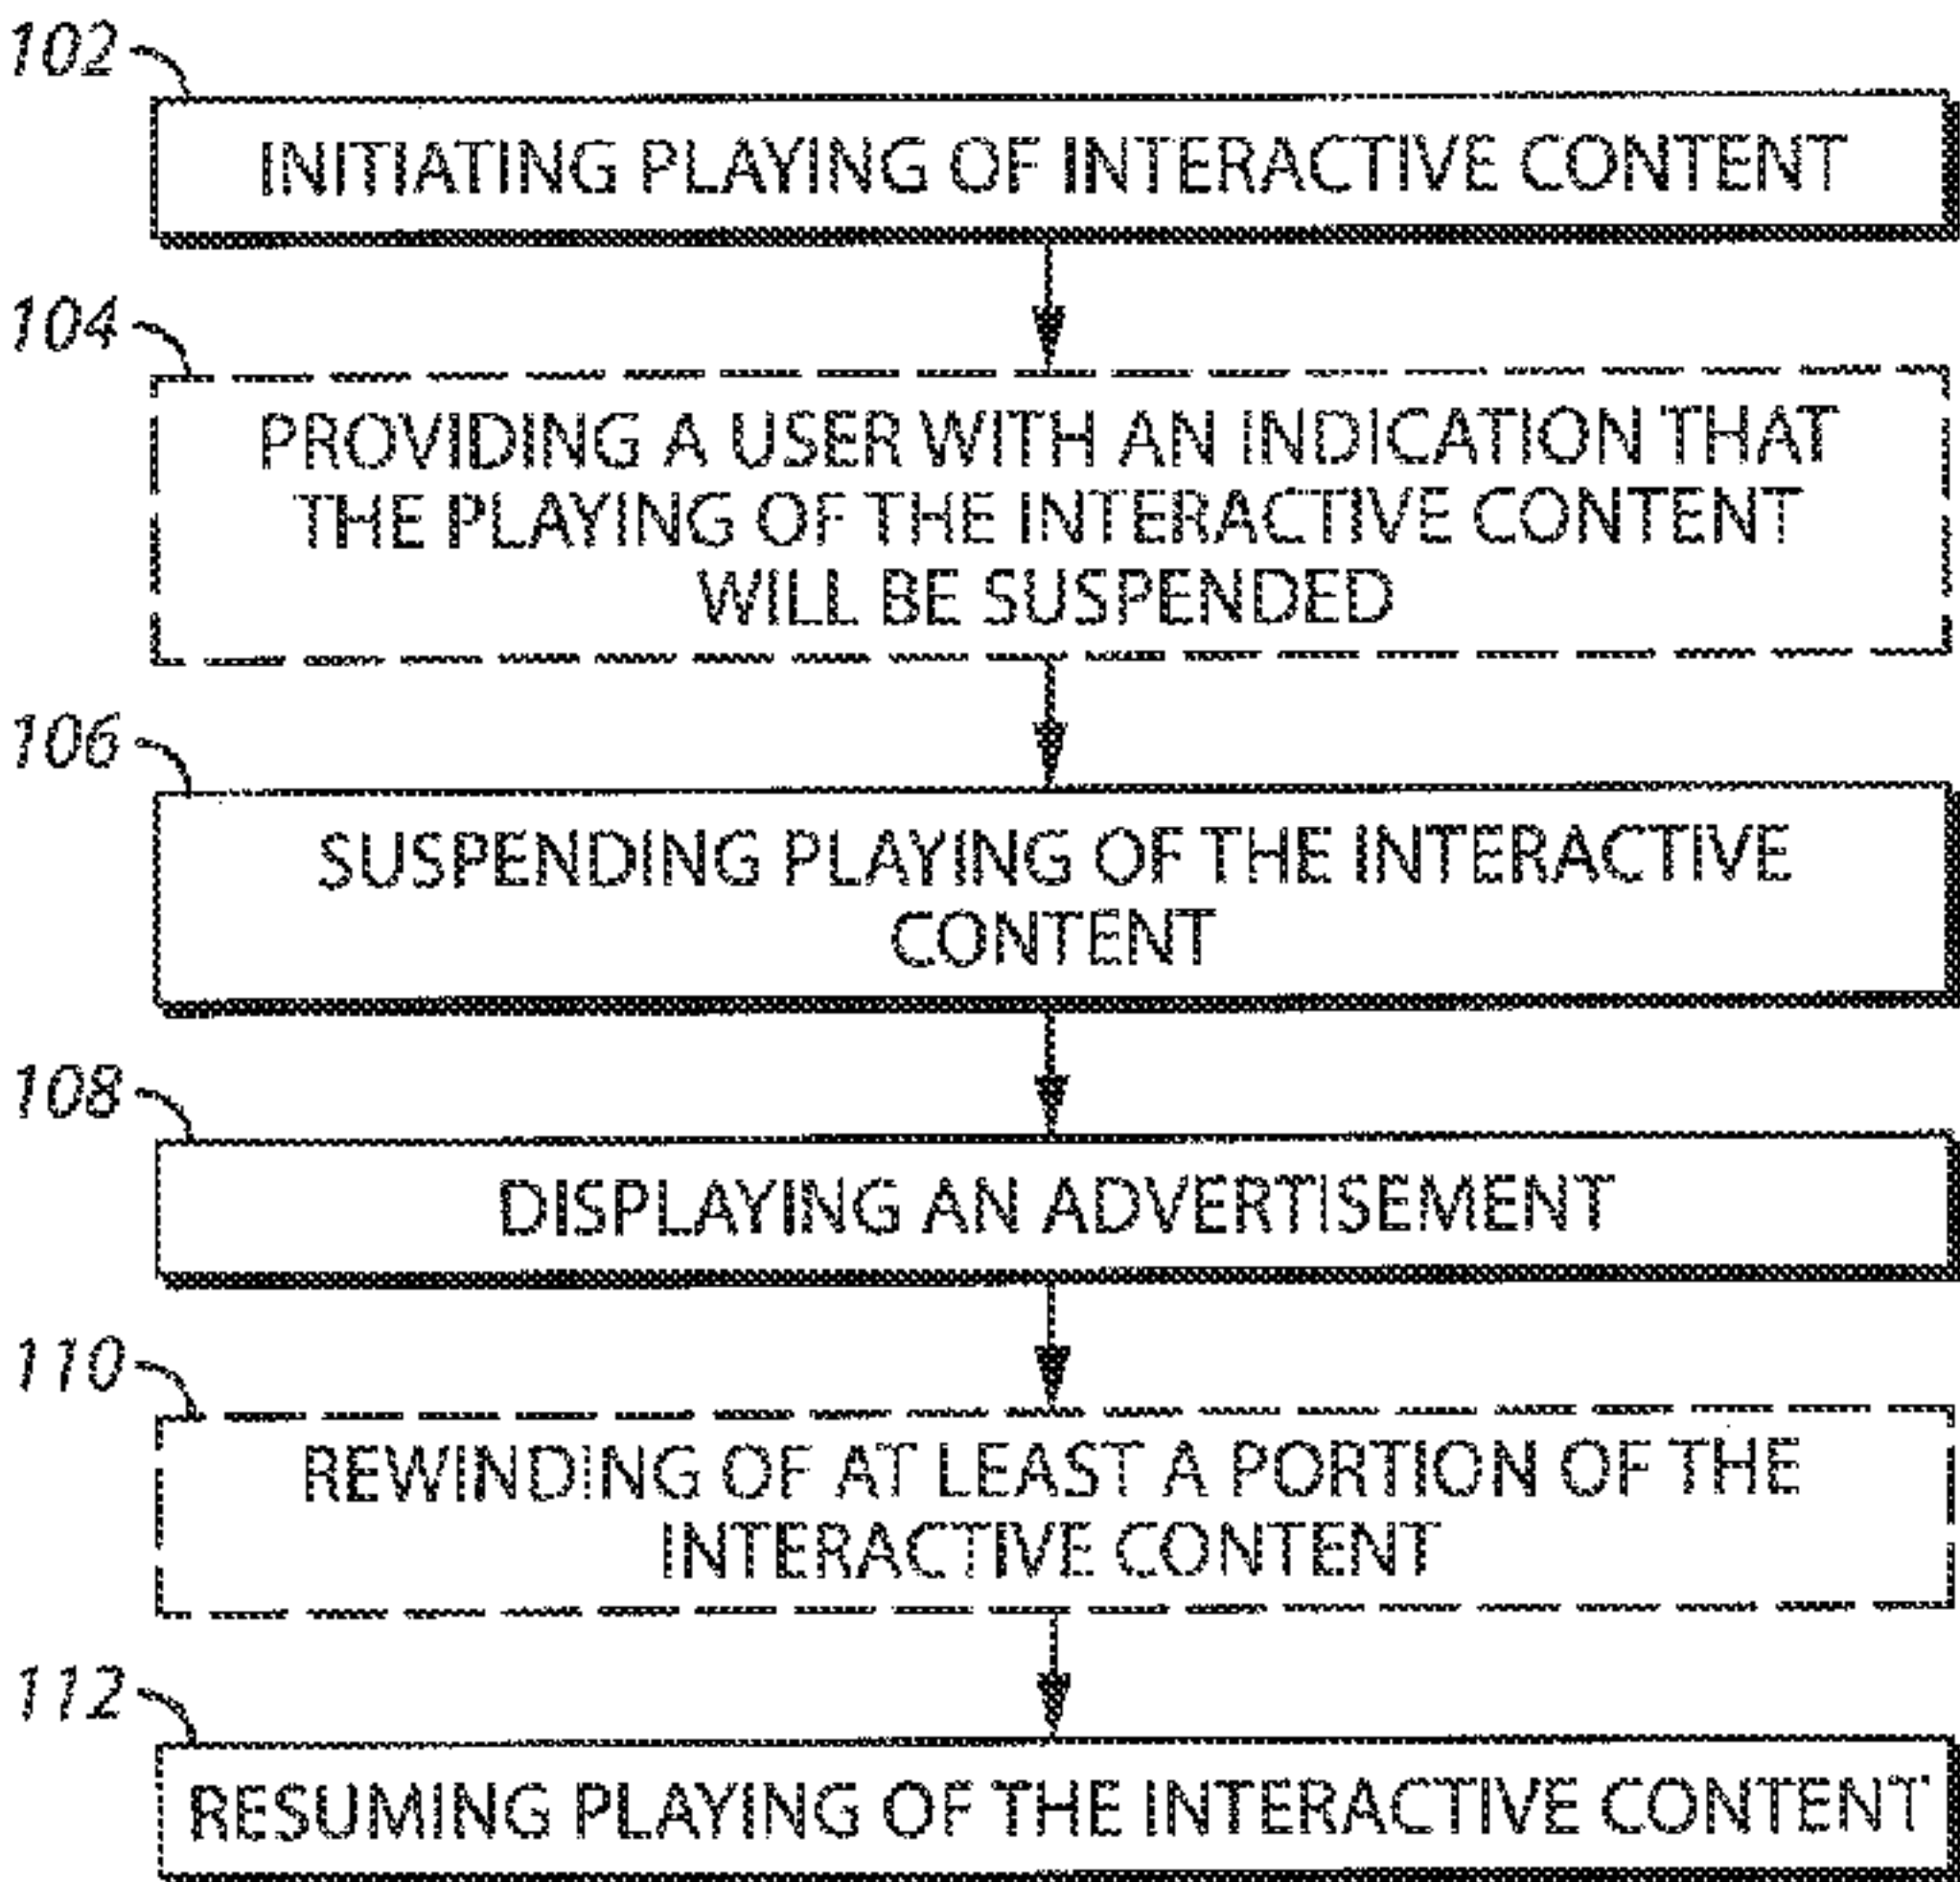 102
INITIATING PLAYING OF INTERACTIVE CONTENT
104
PROVIDING A USER WITH AN INDICATION THAT
THE PLAYING OF THE INTERACTIVE CONTENT
WILL BE SUSPENDED
106
SUSPENDING PLAYING OF THE INTERACTIVE
CONTENT
108
DISPLAYING AN ADVERTISEMENT
110
REWINDING OF AT LEAST A PORTION OF THE
INTERACTIVE CONTENT
112
RESUMING PLAYING OF THE INTERACTIVE CONTENT